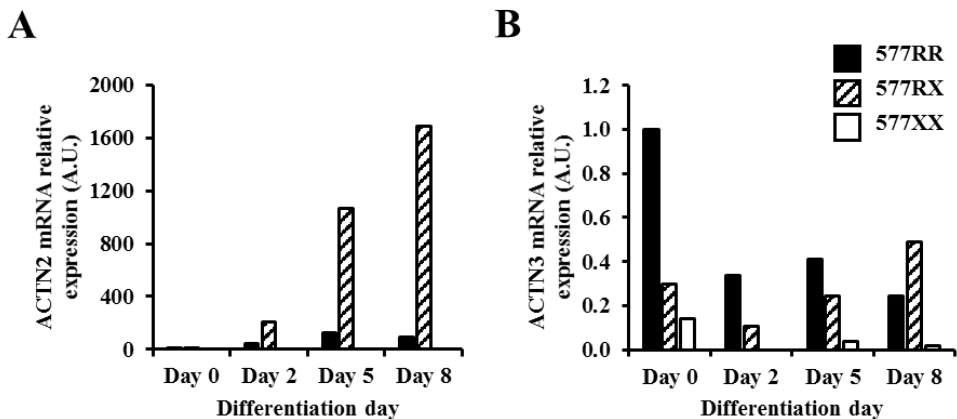 A
ACTN2 mRNA relative
expression (A.U.)
2000
1600
1200
800
400
0
Day 0 Day 2 Day 5 Day 8
Differentiation day
B
577RR
577RX
577XX
ACTN3 mRNA relative
expression (A.U.)
1.2
1.0
0.8
0.6
0.4
0.2
0.0
Day 0 Day 2 Day 5 Day 8
Differentiation day